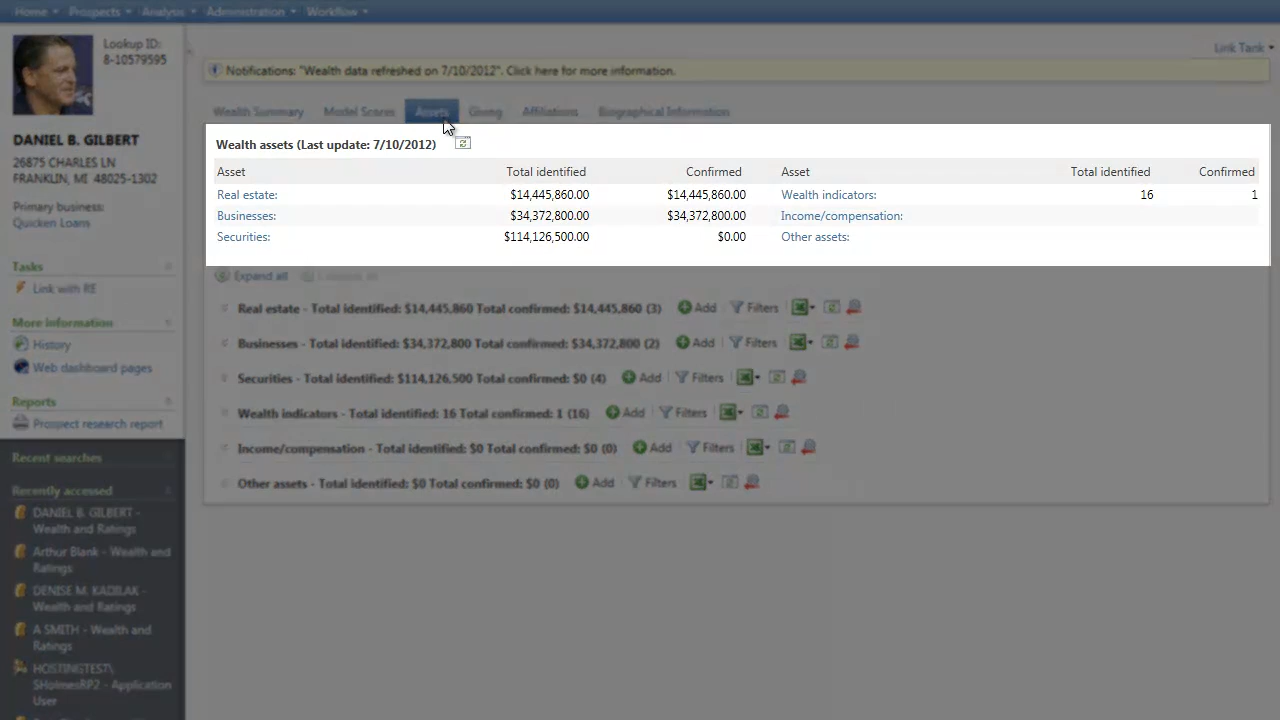 Home Prospects Analysis Administration Workflow
Lookup ID:
8-10579595
DANIEL B. GILBERT
26875 CHARLES LN
FRANKLIN, MI 48025-1302
Primary business:
Quicken Loans
Tasks
Link with RE
More information
History
Web dashboard pages
Reports
Prospect research report
Recent searches
Recently accessed
DANIEL B. GILBERT -
Wealth and Ratings
Arthur Blank - Wealth and
Ratings
DENISE M. KADILAK -
Wealth and Ratings
A SMITH - Wealth and
Ratings
HOSTINGTEST\
SHolmesRP2 - Application
User
Link Tank
Notifications: "Wealth data refreshed on 7/10/2012". Click here for more information.
Wealth Summary Model Scores Assets Giving Affiliations Biographical Information
Wealth assets (Last update: 7/10/2012)
Asset Total identified Confirmed Asset Total identified Confirmed
Real estate: $14,445,860.00 $14,445,860.00 Wealth indicators: 16 1
Businesses: $34,372,800.00 $34,372,800.00 Income/compensation:
Securities: $114,126,500.00 $0.00 Other assets:
Expand all Collapse all
Real estate - Total identified: $14,445,860 Total confirmed: $14,445,860 (3) Add Filters
Businesses - Total identified: $34,372,800 Total confirmed: $34,372,800 (2) Add Filters
Securities - Total identified: $114,126,500 Total confirmed: $0 (4) Add Filters
Wealth indicators - Total identified: 16 Total confirmed: 1 (16) Add Filters
Income/compensation - Total identified: $0 Total confirmed: $0 (0) Add Filters
Other assets - Total identified: $0 Total confirmed: $0 (0) Add Filters